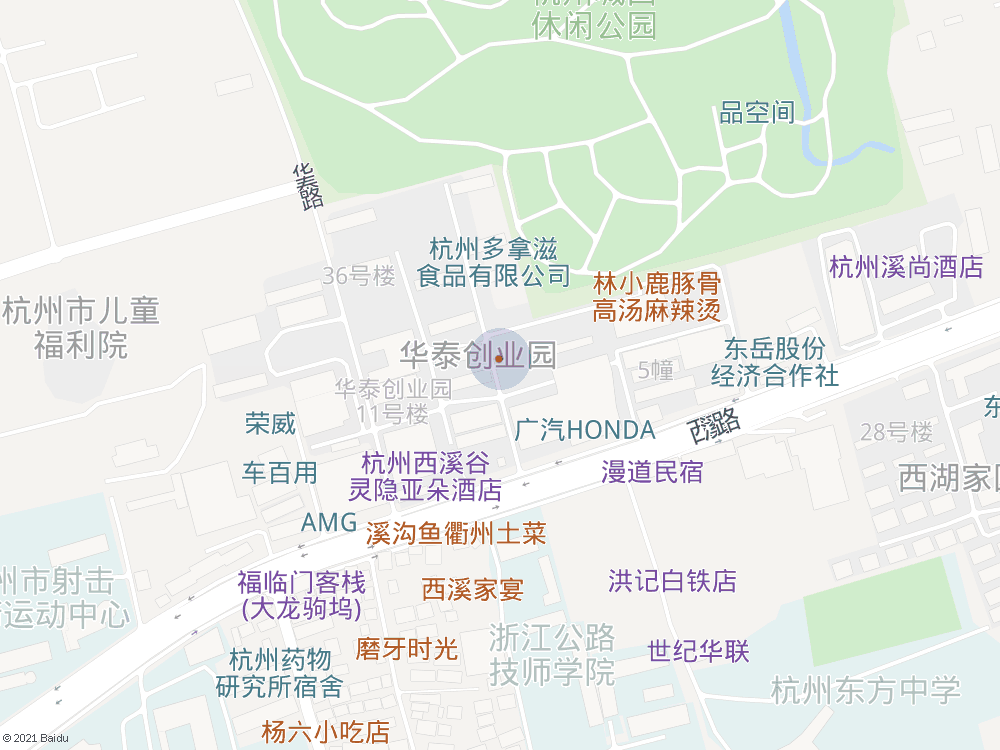 杭州城西
休闲公园
品空间
华泰路
杭州多拿滋
食品有限公司
36号楼
杭州溪尚酒店
林小鹿豚骨
高汤麻辣烫
杭州市儿童
福利院
华泰创业园
东岳股份
经济合作社
5幢
华泰创业园
11号楼
荣威
广汽HONDA
西溪路
东
28号楼
车百用
杭州西溪谷
灵隐亚朵酒店
漫道民宿
西湖家园
AMG
溪沟鱼衢州土菜
州市射击
运动中心
福临门客栈
(大龙驹坞)
西溪家宴
洪记白铁店
磨牙时光
浙江公路
技师学院
世纪华联
杭州药物
研究所宿舍
杭州东方中学
杨六小吃店
© 2021 Baidu